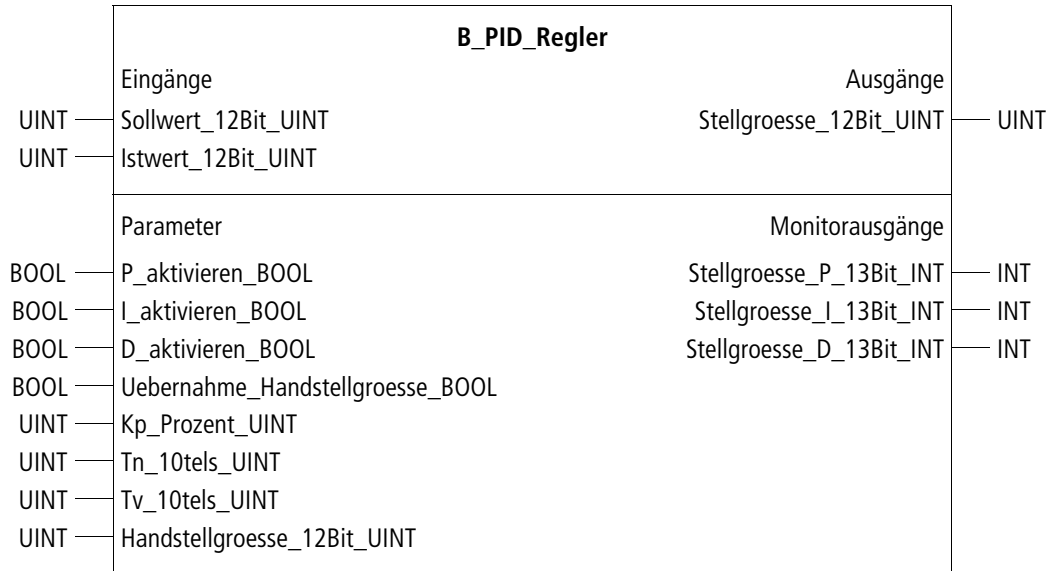 B_PID_Regler
Eingänge Ausgänge
UINT Sollwert_12Bit_UINT Stellgroesse_12Bit_UINT UINT
UINT Istwert_12Bit_UINT
Parameter Monitorausgänge
BOOL P_aktivieren_BOOL Stellgroesse_P_13Bit_INT INT
BOOL I_aktivieren_BOOL Stellgroesse_I_13Bit_INT INT
BOOL D_aktivieren_BOOL Stellgroesse_D_13Bit_INT INT
BOOL Uebernahme_Handstellgroesse_BOOL
UINT Kp_Prozent_UINT
UINT Tn_10tels_UINT
UINT Tv_10tels_UINT
UINT Handstellgroesse_12Bit_UINT